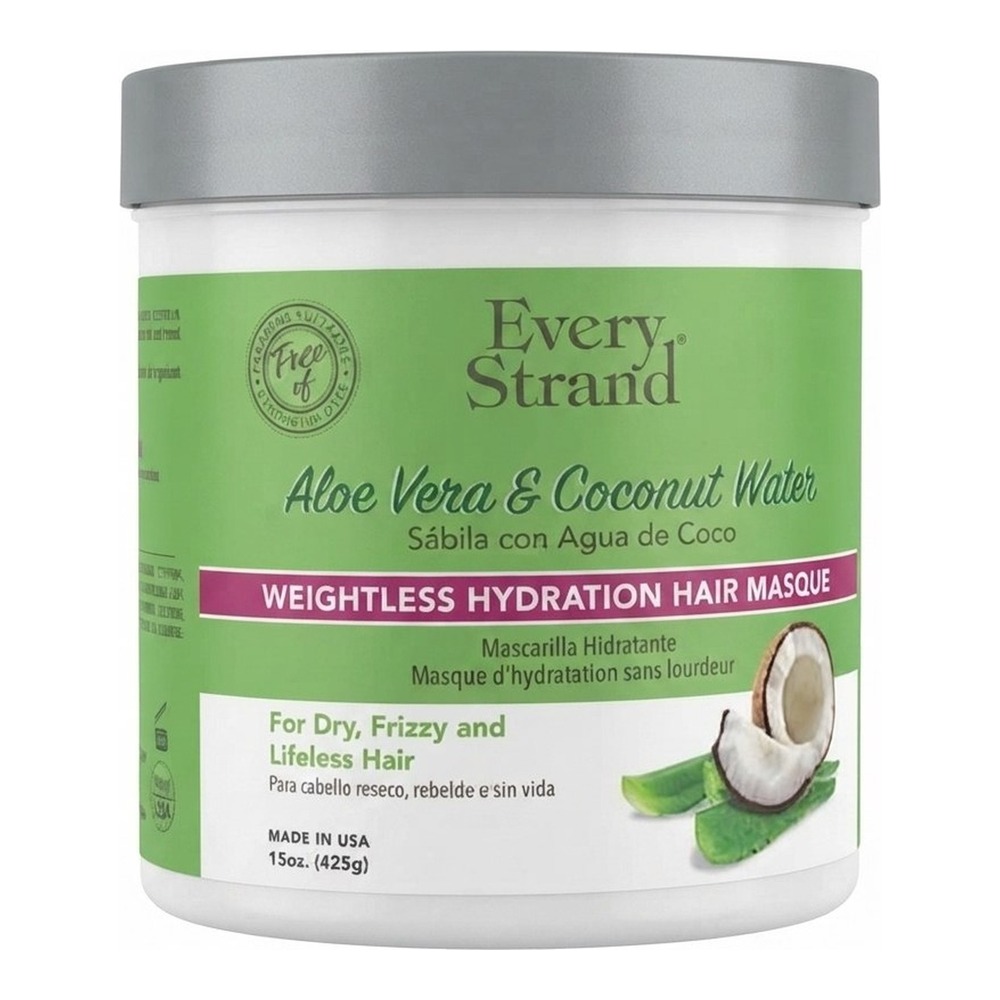 Every
Strand®
Free
of
Aloe Vera & Coconut Water
Sábila con Agua de Coco
WEIGHTLESS HYDRATION HAIR MASQUE
Mascarilla Hidratante
Masque d'hydratation sans lourdeur
For Dry, Frizzy and
Lifeless Hair
Para cabello reseco, rebelde e sin vida
MADE IN USA
15oz. (425g)